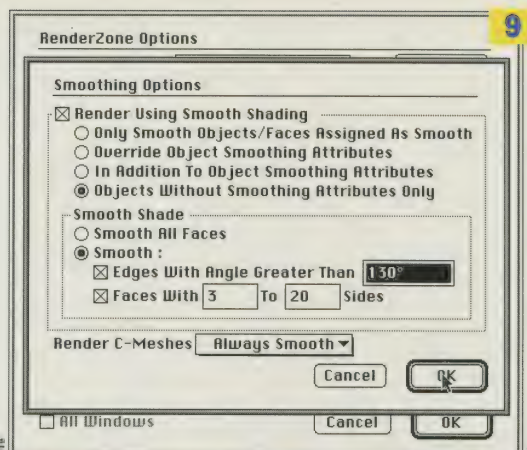 9
RenderZone Options
Smoothing Options
Render Using Smooth Shading
Only Smooth Objects/Faces Assigned As Smooth
Override Object Smoothing Attributes
In Addition To Object Smoothing Attributes
Objects Without Smoothing Attributes Only
Smooth Shade
Smooth All Faces
Smooth :
Edges With Angle Greater Than 130°
Faces With 3 To 20 Sides
Render C-Meshes Always Smooth
Cancel OK
All Windows Cancel OK